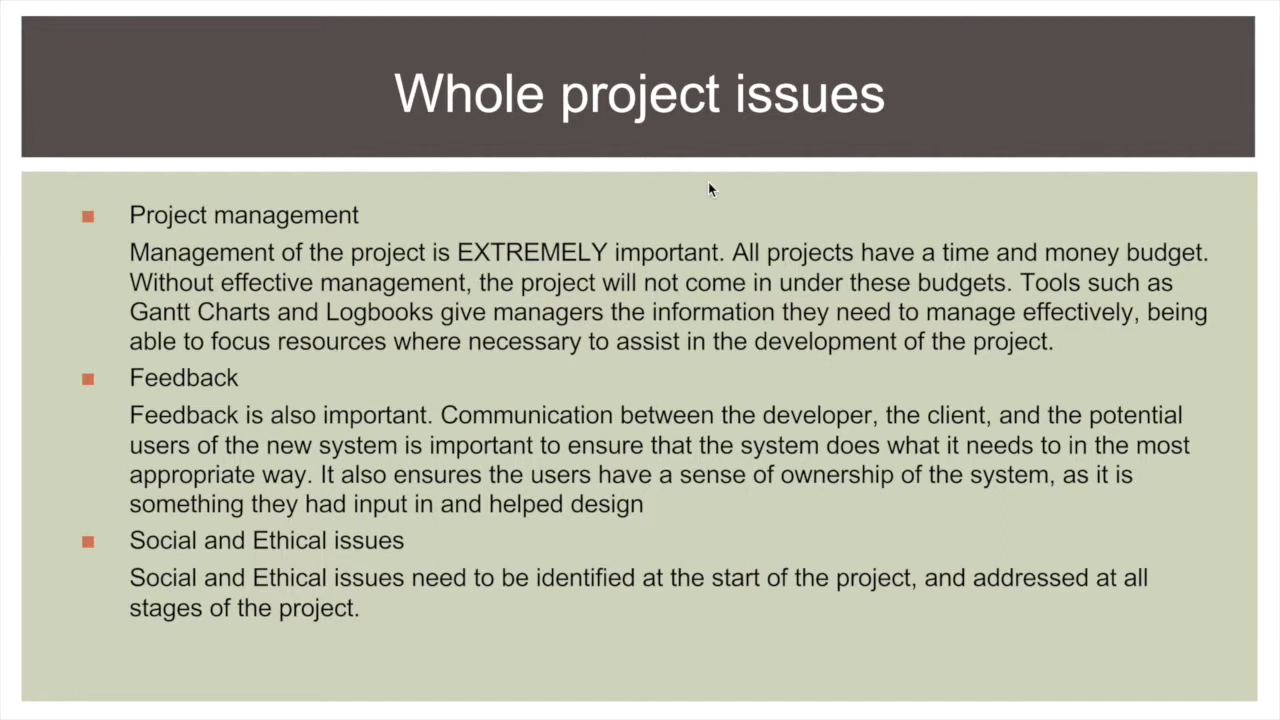 Whole project issues
Project management
Management of the project is EXTREMELY important. All projects have a time and money budget.
Without effective management, the project will not come in under these budgets. Tools such as
Gantt Charts and Logbooks give managers the information they need to manage effectively, being
able to focus resources where necessary to assist in the development of the project.
Feedback
Feedback is also important. Communication between the developer, the client, and the potential
users of the new system is important to ensure that the system does what it needs to in the most
appropriate way. It also ensures the users have a sense of ownership of the system, as it is
something they had input in and helped design
Social and Ethical issues
Social and Ethical issues need to be identified at the start of the project, and addressed at all
stages of the project.